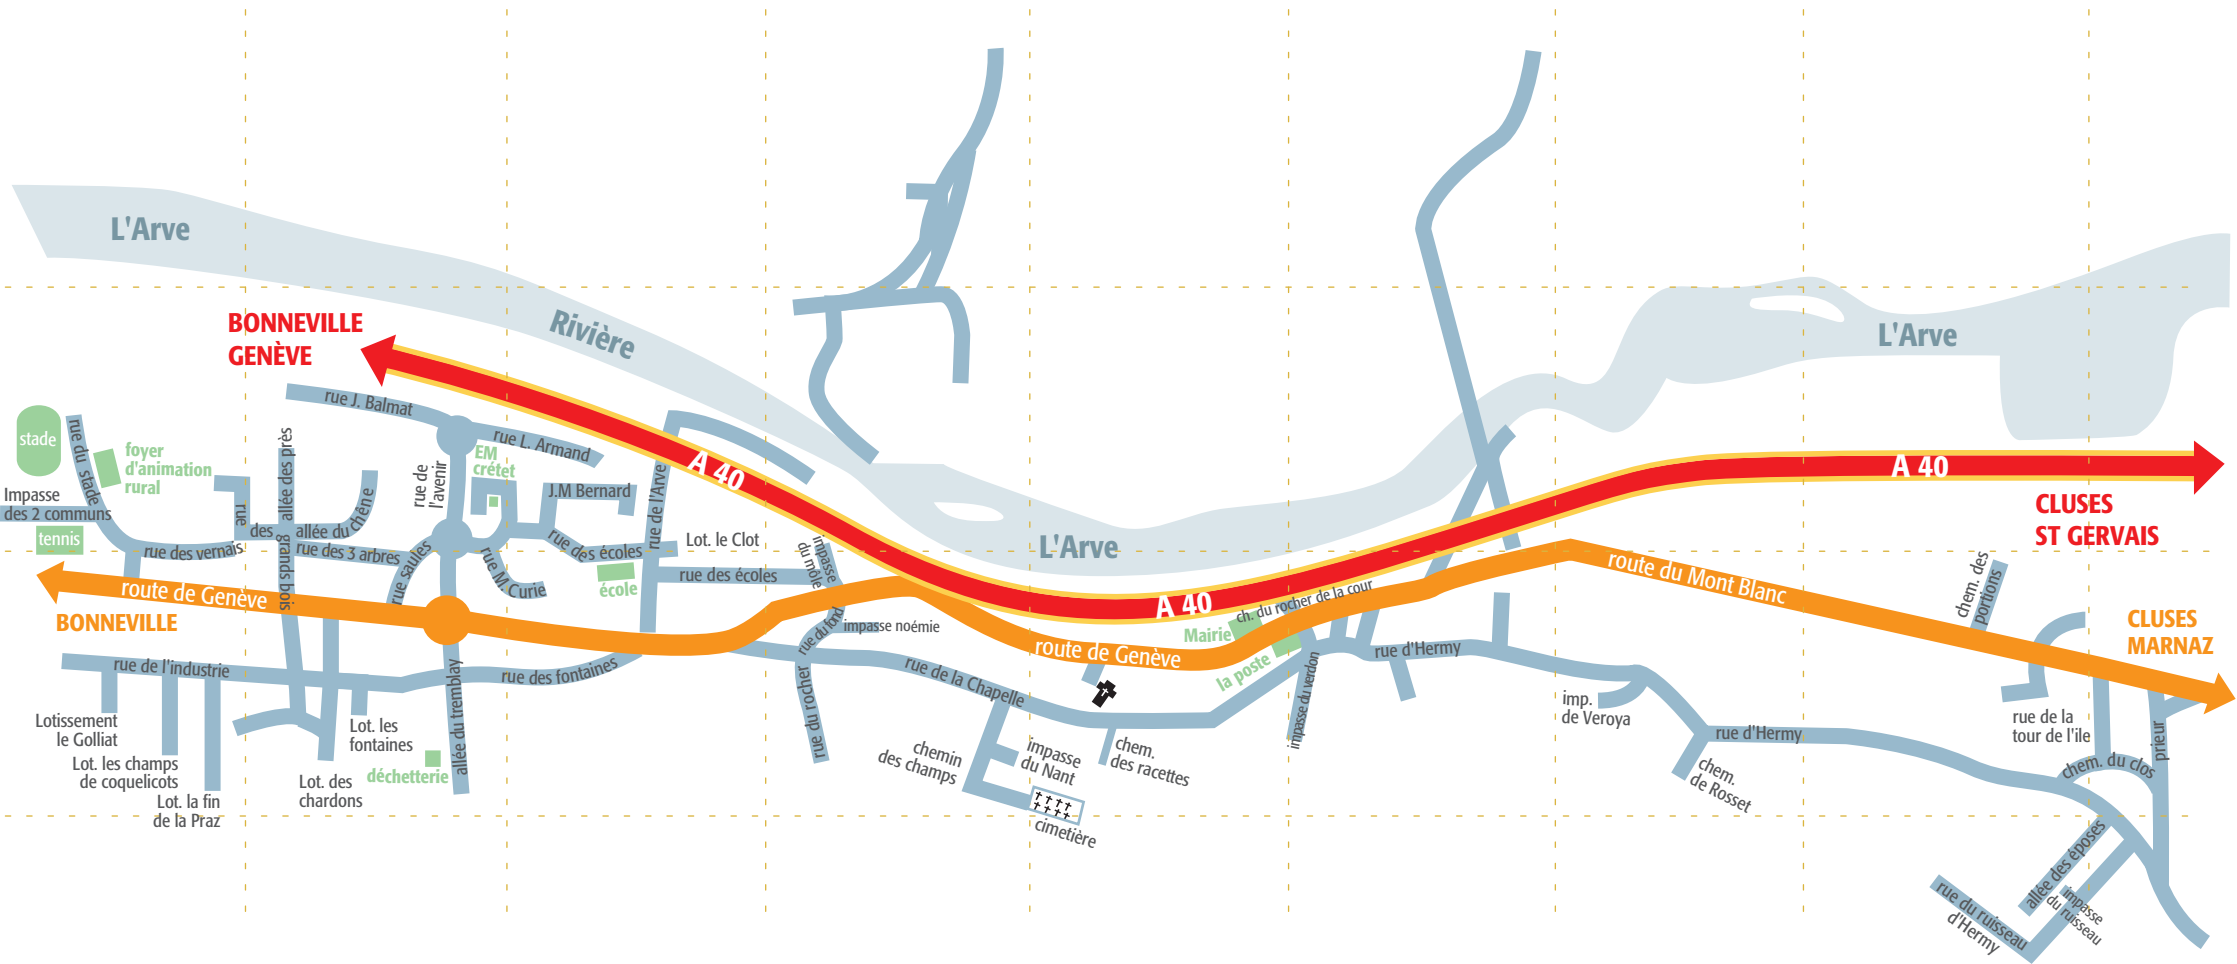 L'Arve
Rivière
L'Arve
L'Arve
BONNEVILLE
GENÈVE
A 40
A 40
A 40
CLUSES
ST GERVAIS
rue J. Balmat
rue L. Armand
stade
rue du stade
foyer
d'animation
rural
Impasse
des 2 communs
tennis
allée des près
rue
des
grands bois
allée du chêne
rue des 3 arbres
rue des vernais
rue de
l'avenir
EM
crétet
J.M Bernard
rue de l'Arve
rue des écoles
Lot. le Clot
rue des écoles
école
rue saules
rue M. Curie
impasse
du môle
route de Genève
BONNEVILLE
rue du fond
impasse noémie
route de Genève
Mairie
ch. du rocher de la cour
la poste
route du Mont Blanc
chem. des
portions
CLUSES
MARNAZ
rue de l'industrie
rue des fontaines
allée du tremblay
Lotissement
le Golliat
Lot. les champs
de coquelicots
Lot. la fin
de la Praz
Lot. des
chardons
Lot. les
fontaines
déchetterie
rue du rocher
rue de la Chapelle
chemin
des champs
impasse
du Nant
cimetière
chem.
des racettes
impasse du verdon
rue d'Hermy
imp.
de Veroya
rue d'Hermy
chem.
de Rosset
rue de la
tour de l'ile
chem. du clos
prieur
allée des époses
impasse
du ruisseau
rue du ruisseau
d'Hermy